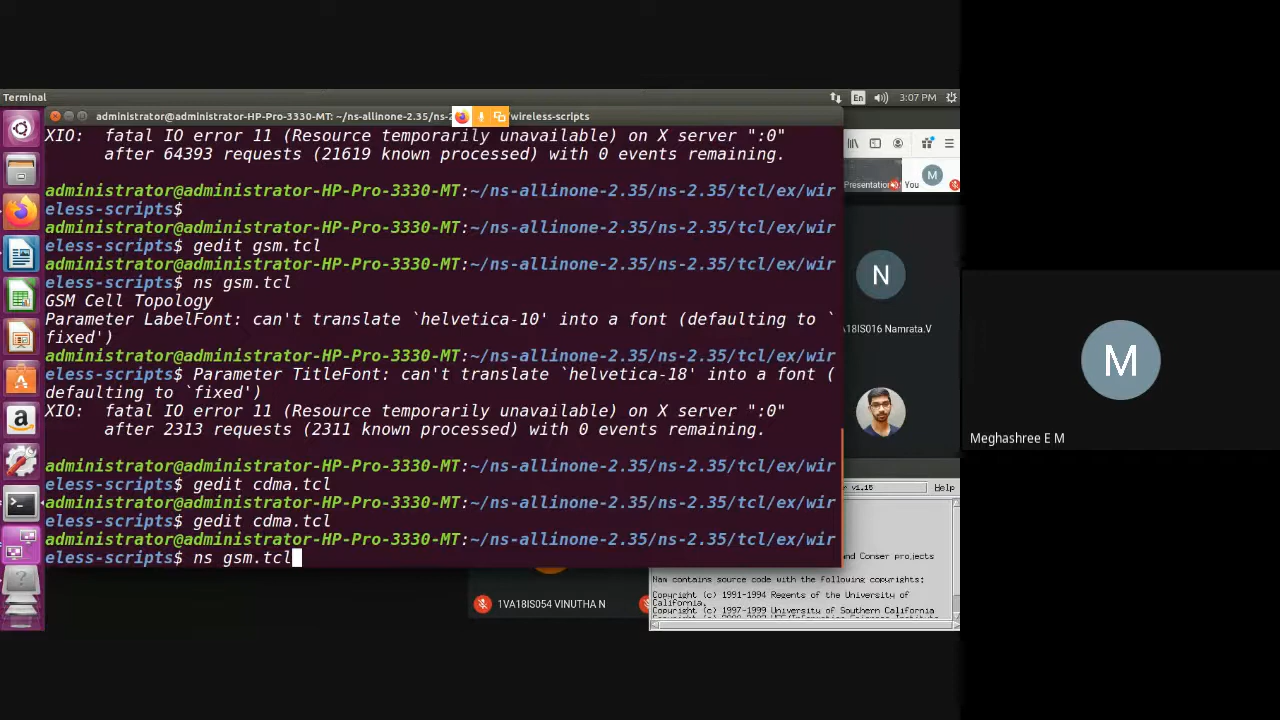 Terminal
En
3:07 PM
administrator@administrator-HP-Pro-3330-MT: ~/ns-allinone-2.35/ns-2 wireless-scripts
XIO:  fatal IO error 11 (Resource temporarily unavailable) on X server ":0"
      after 64393 requests (21619 known processed) with 0 events remaining.
administrator@administrator-HP-Pro-3330-MT:~/ns-allinone-2.35/ns-2.35/tcl/ex/wir
eless-scripts$
administrator@administrator-HP-Pro-3330-MT:~/ns-allinone-2.35/ns-2.35/tcl/ex/wir
eless-scripts$ gedit gsm.tcl
administrator@administrator-HP-Pro-3330-MT:~/ns-allinone-2.35/ns-2.35/tcl/ex/wir
eless-scripts$ ns gsm.tcl
GSM Cell Topology
Parameter LabelFont: can't translate `helvetica-10' into a font (defaulting to `
fixed')
administrator@administrator-HP-Pro-3330-MT:~/ns-allinone-2.35/ns-2.35/tcl/ex/wir
eless-scripts$ Parameter TitleFont: can't translate `helvetica-18' into a font (
defaulting to `fixed')
XIO:  fatal IO error 11 (Resource temporarily unavailable) on X server ":0"
      after 2313 requests (2311 known processed) with 0 events remaining.
administrator@administrator-HP-Pro-3330-MT:~/ns-allinone-2.35/ns-2.35/tcl/ex/wir
eless-scripts$ gedit cdma.tcl
administrator@administrator-HP-Pro-3330-MT:~/ns-allinone-2.35/ns-2.35/tcl/ex/wir
eless-scripts$ gedit cdma.tcl
administrator@administrator-HP-Pro-3330-MT:~/ns-allinone-2.35/ns-2.35/tcl/ex/wir
eless-scripts$ ns gsm.tcl
Presentation
You
M
N
A18IS016 Namrata.V
v1.15
Help
and Conser projects
Nam contains source code with the following copyrights:
Copyright (c) 1991-1994 Regents of the University of
California.
Copyright (c) 1997-1999 University of Southern California
1VA18IS054 VINUTHA N
M
Meghashree E M